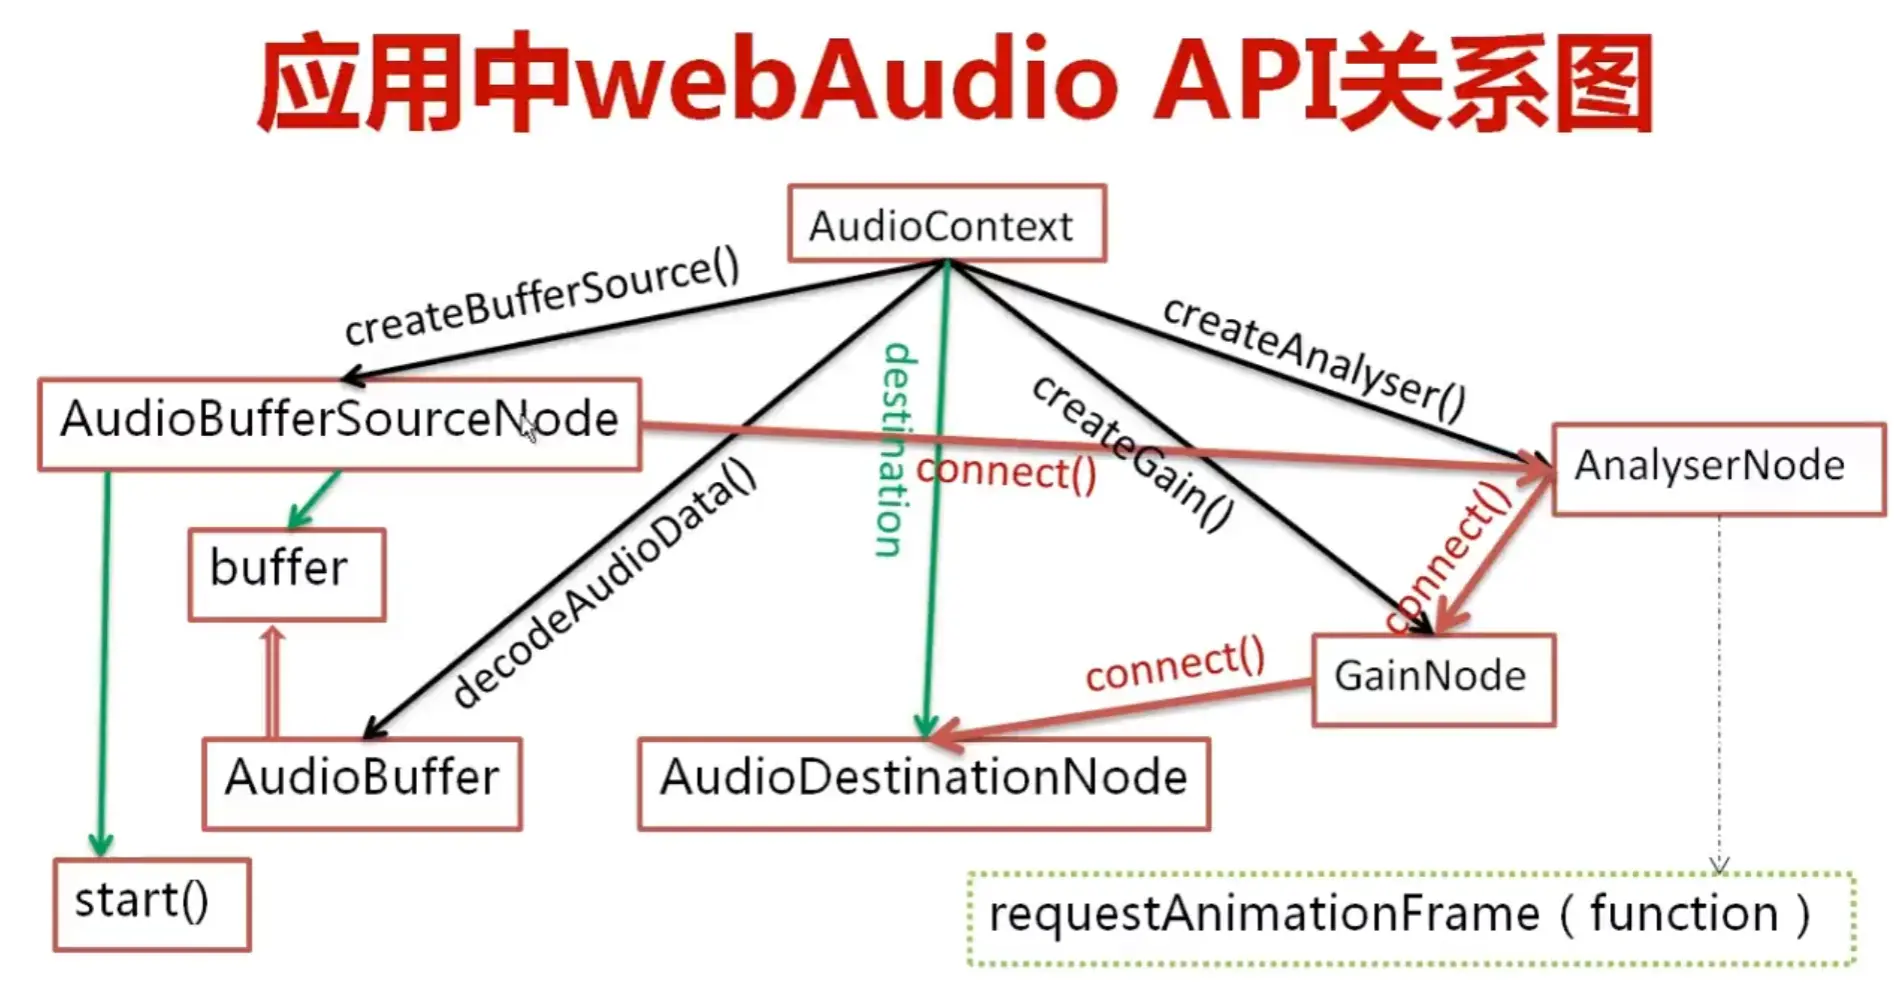 应用中webAudio API关系图
AudioContext
createBufferSource()
createAnalyser()
destination
createGain()
AudioBufferSourceNode
connect()
AnalyserNode
decodeAudioData()
connect()
buffer
connect()
GainNode
AudioBuffer
AudioDestinationNode
start()
requestAnimationFrame（function）